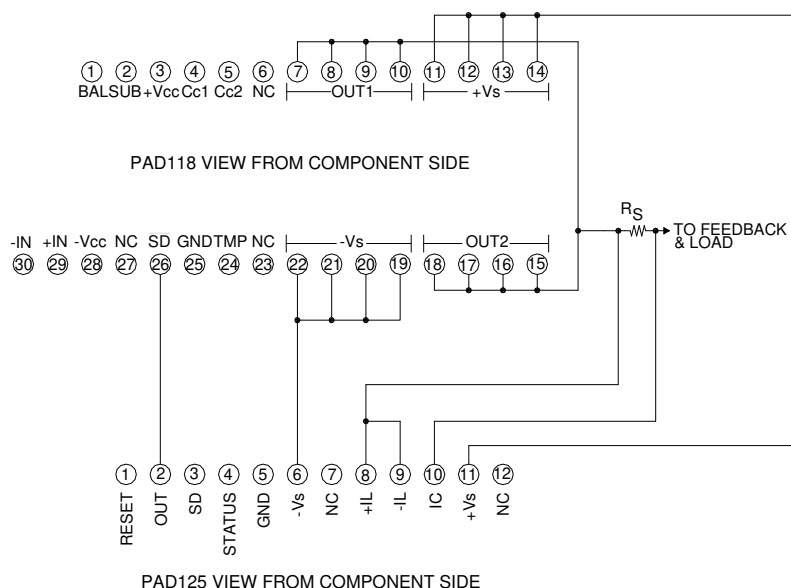 7 8 9 10 11 12 13 14
1 2 3 4 5 6
BAL SUB +Vcc Cc1 Cc2 NC OUT1 +Vs
PAD118 VIEW FROM COMPONENT SIDE
RS
TO FEEDBACK
& LOAD
-IN +IN -Vcc NC SD GND TMP NC -Vs OUT2
30 29 28 27 26 25 24 23 22 21 20 19 18 17 16 15
1 2 3 4 5 6 7 8 9 10 11 12
RESET OUT SD STATUS GND -Vs NC +IL -IL IC +Vs NC
PAD125 VIEW FROM COMPONENT SIDE